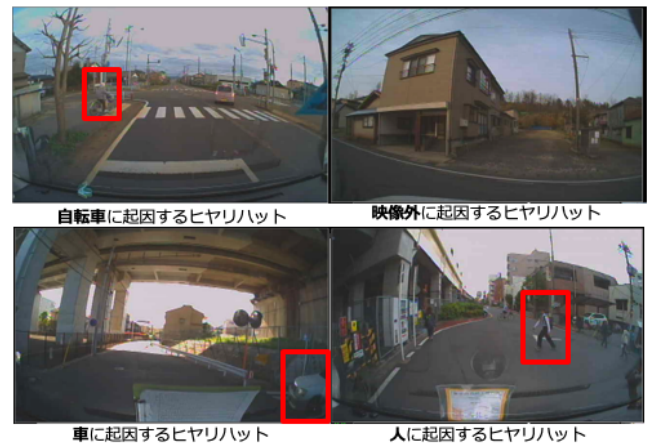 自転車に起因するヒヤリハット
映像外に起因するヒヤリハット
車に起因するヒヤリハット
人に起因するヒヤリハット